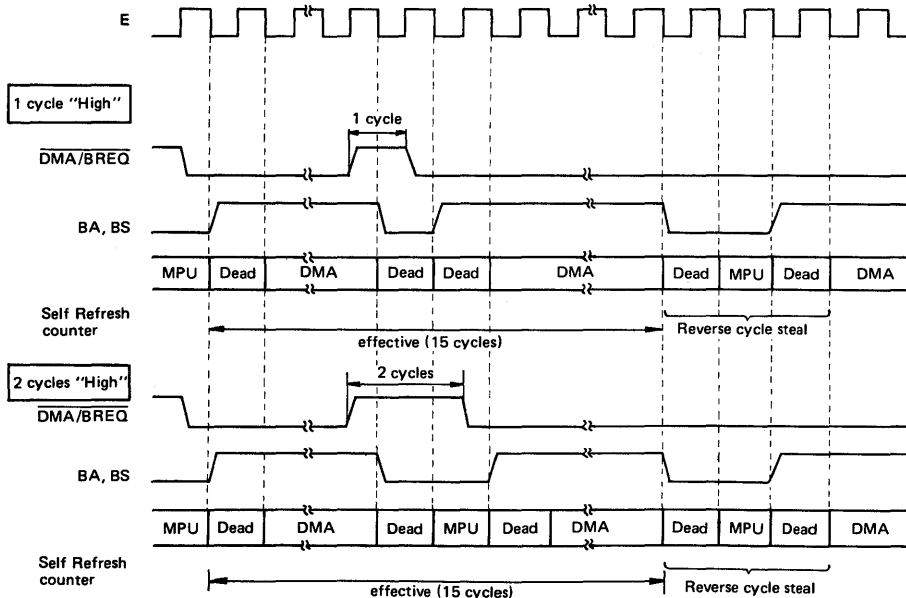 E
1 cycle "High"
1 cycle
DMA/BREQ
BA, BS
MPU Dead DMA Dead Dead DMA Dead MPU Dead DMA
Self Refresh
counter
effective (15 cycles)
Reverse cycle steal
2 cycles "High"
2 cycles
DMA/BREQ
BA, BS
MPU Dead DMA Dead MPU Dead DMA Dead MPU Dead DMA
Self Refresh
counter
effective (15 cycles)
Reverse cycle steal